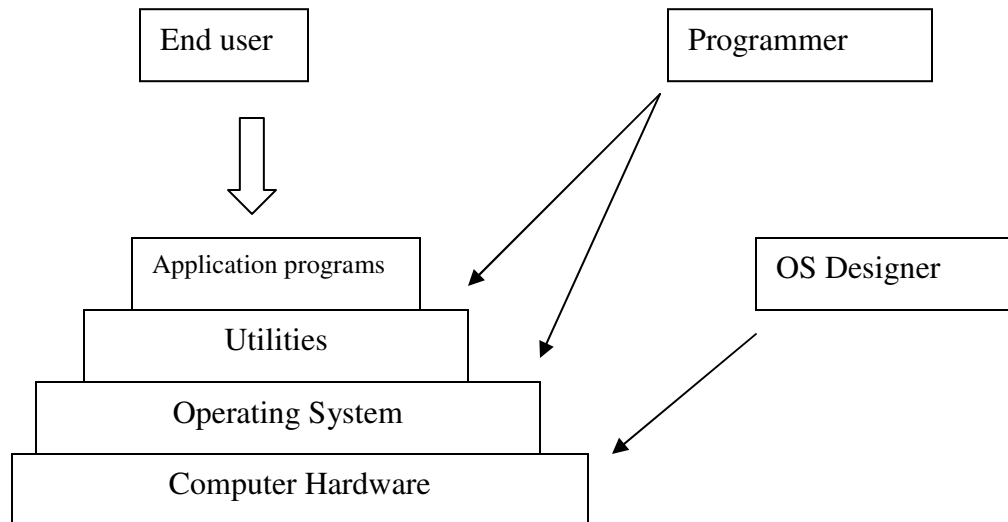 End user
Programmer
Application programs
OS Designer
Utilities
Operating System
Computer Hardware